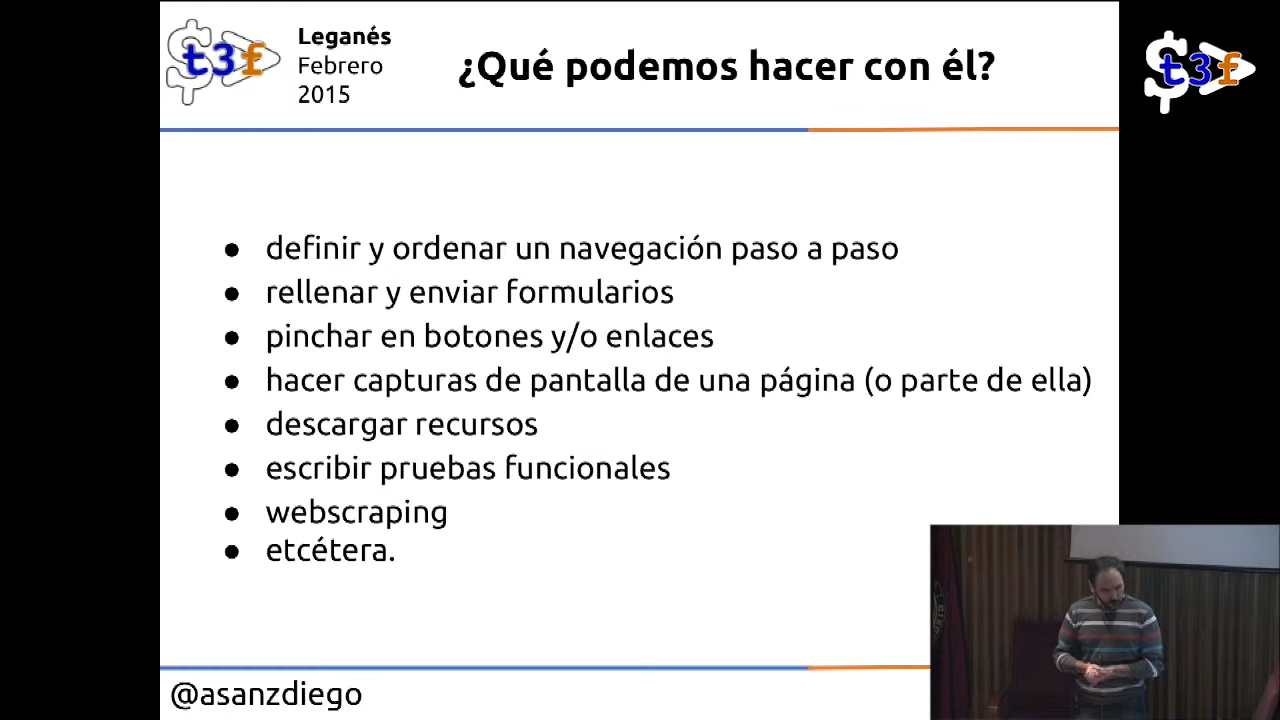 $t3f
Leganés
Febrero
2015
¿Qué podemos hacer con él?
$t3f
● definir y ordenar un navegación paso a paso
● rellenar y enviar formularios
● pinchar en botones y/o enlaces
● hacer capturas de pantalla de una página (o parte de ella)
● descargar recursos
● escribir pruebas funcionales
● webscraping
● etcétera.
@asanzdiego